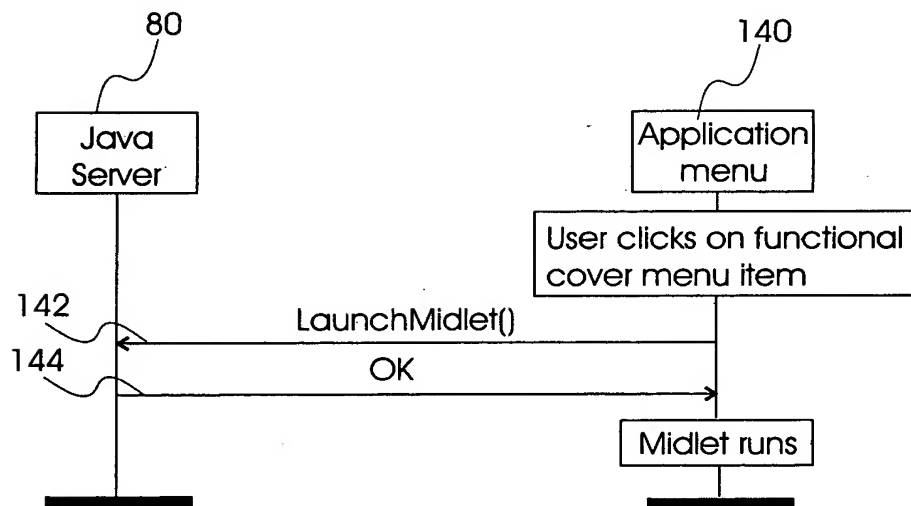 80
140
Java
Server
Application
menu
User clicks on functional
cover menu item
142
LaunchMidlet()
144
OK
Midlet runs